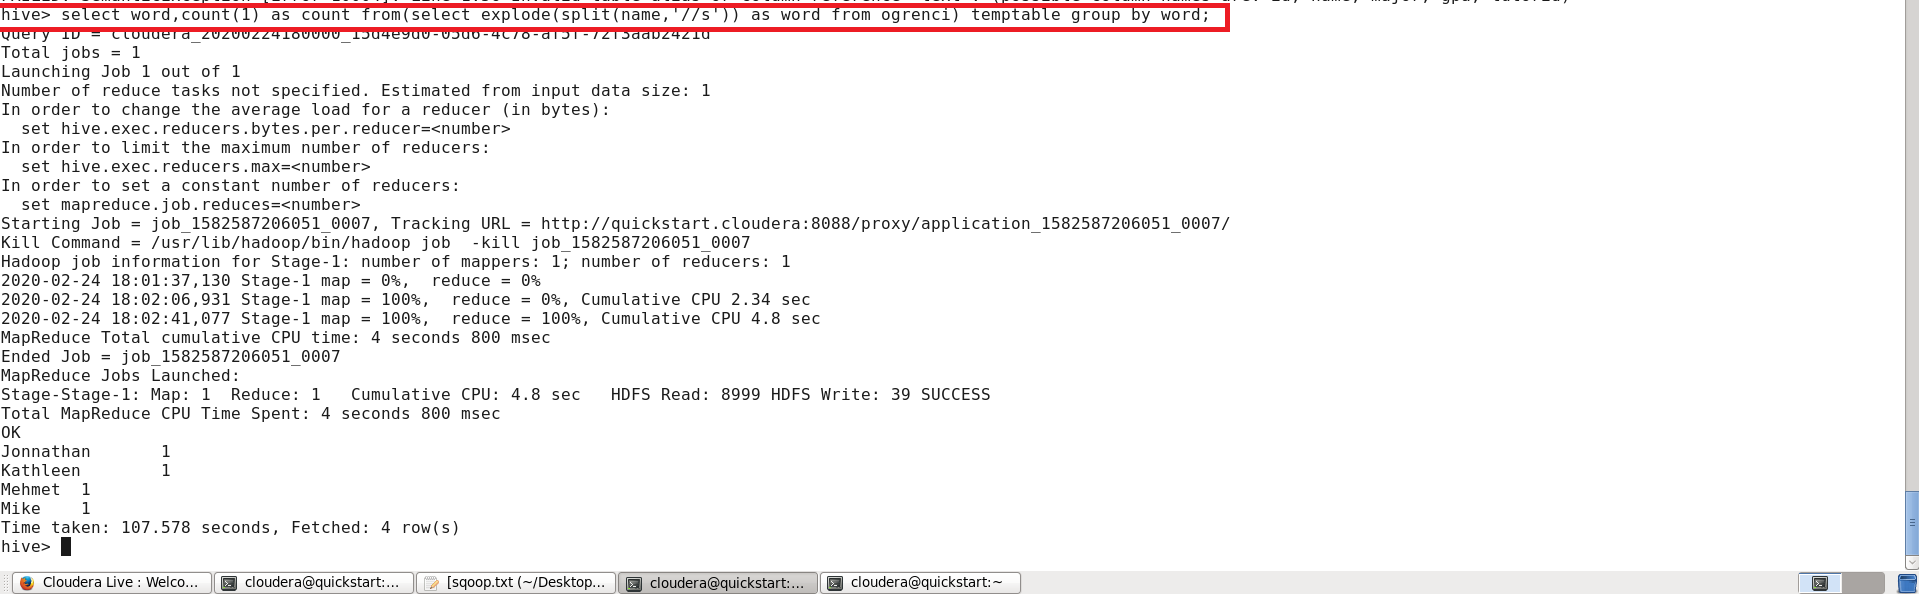 hive> select word,count(1) as count from(select explode(split(name,'//s')) as word from ogrenci) temptable group by word;
Query ID = cloudera_20200224180000_15d4e9d0-05d6-4c78-af5f-72f3aab2421d
Total jobs = 1
Launching Job 1 out of 1
Number of reduce tasks not specified. Estimated from input data size: 1
In order to change the average load for a reducer (in bytes):
  set hive.exec.reducers.bytes.per.reducer=<number>
In order to limit the maximum number of reducers:
  set hive.exec.reducers.max=<number>
In order to set a constant number of reducers:
  set mapreduce.job.reduces=<number>
Starting Job = job_1582587206051_0007, Tracking URL = http://quickstart.cloudera:8088/proxy/application_1582587206051_0007/
Kill Command = /usr/lib/hadoop/bin/hadoop job  -kill job_1582587206051_0007
Hadoop job information for Stage-1: number of mappers: 1; number of reducers: 1
2020-02-24 18:01:37,130 Stage-1 map = 0%,  reduce = 0%
2020-02-24 18:02:06,931 Stage-1 map = 100%,  reduce = 0%, Cumulative CPU 2.34 sec
2020-02-24 18:02:41,077 Stage-1 map = 100%,  reduce = 100%, Cumulative CPU 4.8 sec
MapReduce Total cumulative CPU time: 4 seconds 800 msec
Ended Job = job_1582587206051_0007
MapReduce Jobs Launched:
Stage-Stage-1: Map: 1  Reduce: 1   Cumulative CPU: 4.8 sec   HDFS Read: 8999 HDFS Write: 39 SUCCESS
Total MapReduce CPU Time Spent: 4 seconds 800 msec
OK
Jonnathan       1
Kathleen        1
Mehmet  1
Mike    1
Time taken: 107.578 seconds, Fetched: 4 row(s)
hive>
Cloudera Live : Welco... cloudera@quickstart:... [sqoop.txt (~/Desktop... cloudera@quickstart:... cloudera@quickstart:~